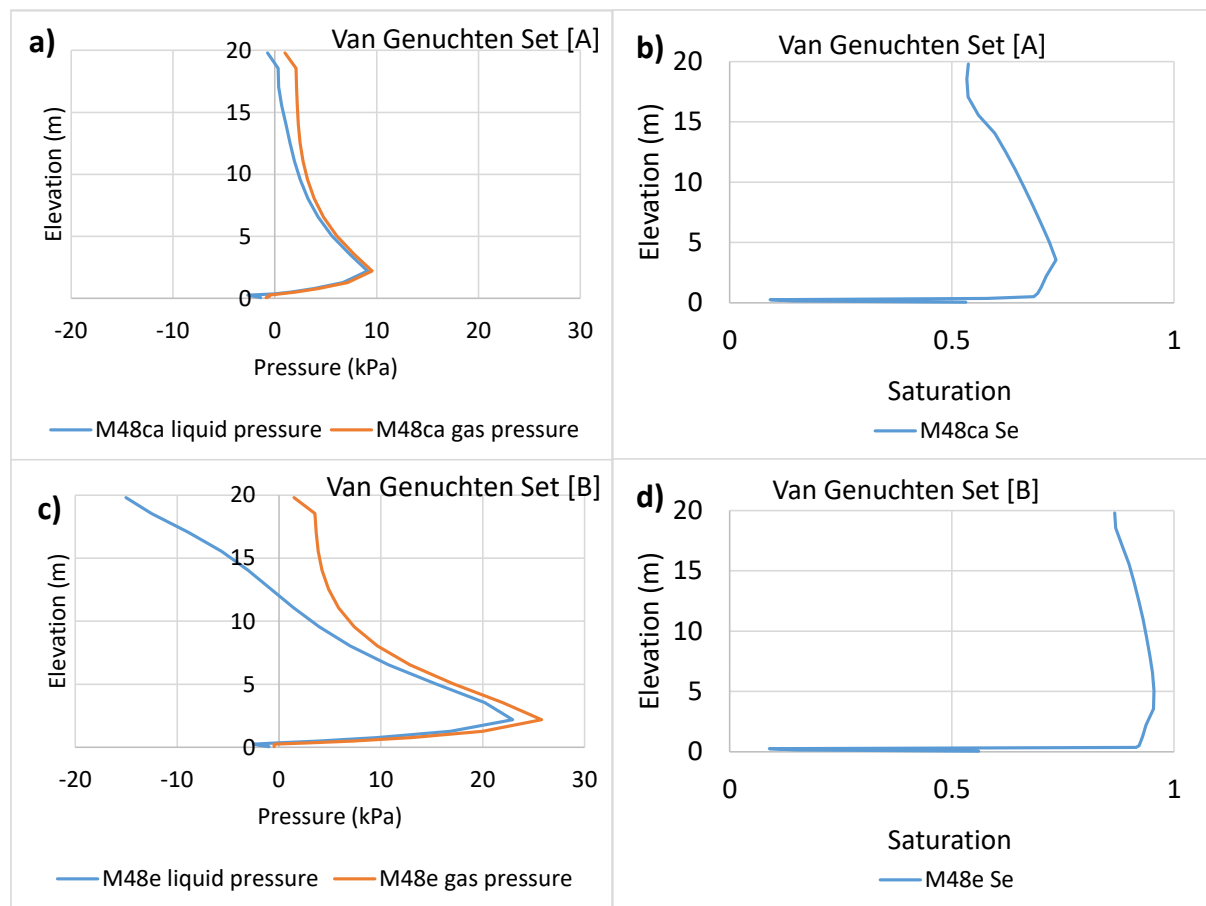 a)
Van Genuchten Set [A]
20
15
10
5
0
Elevation (m)
-20 -10 0 10 20 30
Pressure (kPa)
M48ca liquid pressure M48ca gas pressure
b)
Van Genuchten Set [A]
20
15
10
5
0
Elevation (m)
0 0.5 1
Saturation
M48ca Se
c)
Van Genuchten Set [B]
20
15
10
5
0
Elevation (m)
-20 -10 0 10 20 30
Pressure (kPa)
M48e liquid pressure M48e gas pressure
d)
Van Genuchten Set [B]
20
15
10
5
0
Elevation (m)
0 0.5 1
Saturation
M48e Se